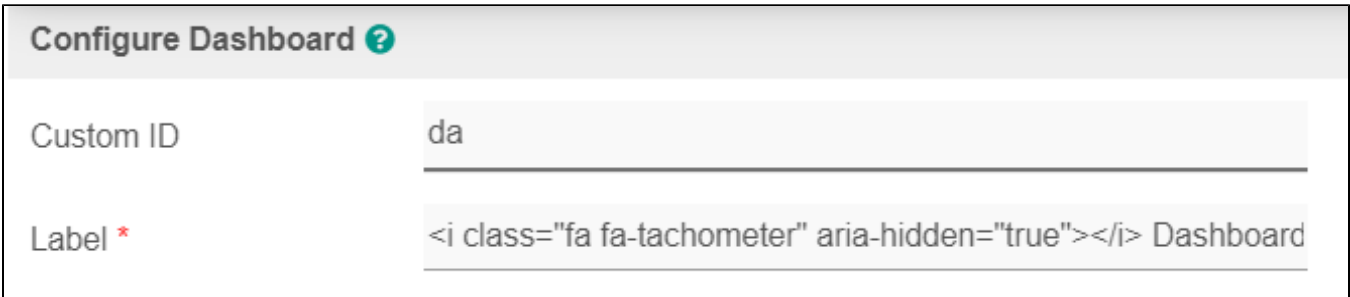 Configure Dashboard ?
Custom ID da
Label * <i class="fa fa-tachometer" aria-hidden="true"></i> Dashboard